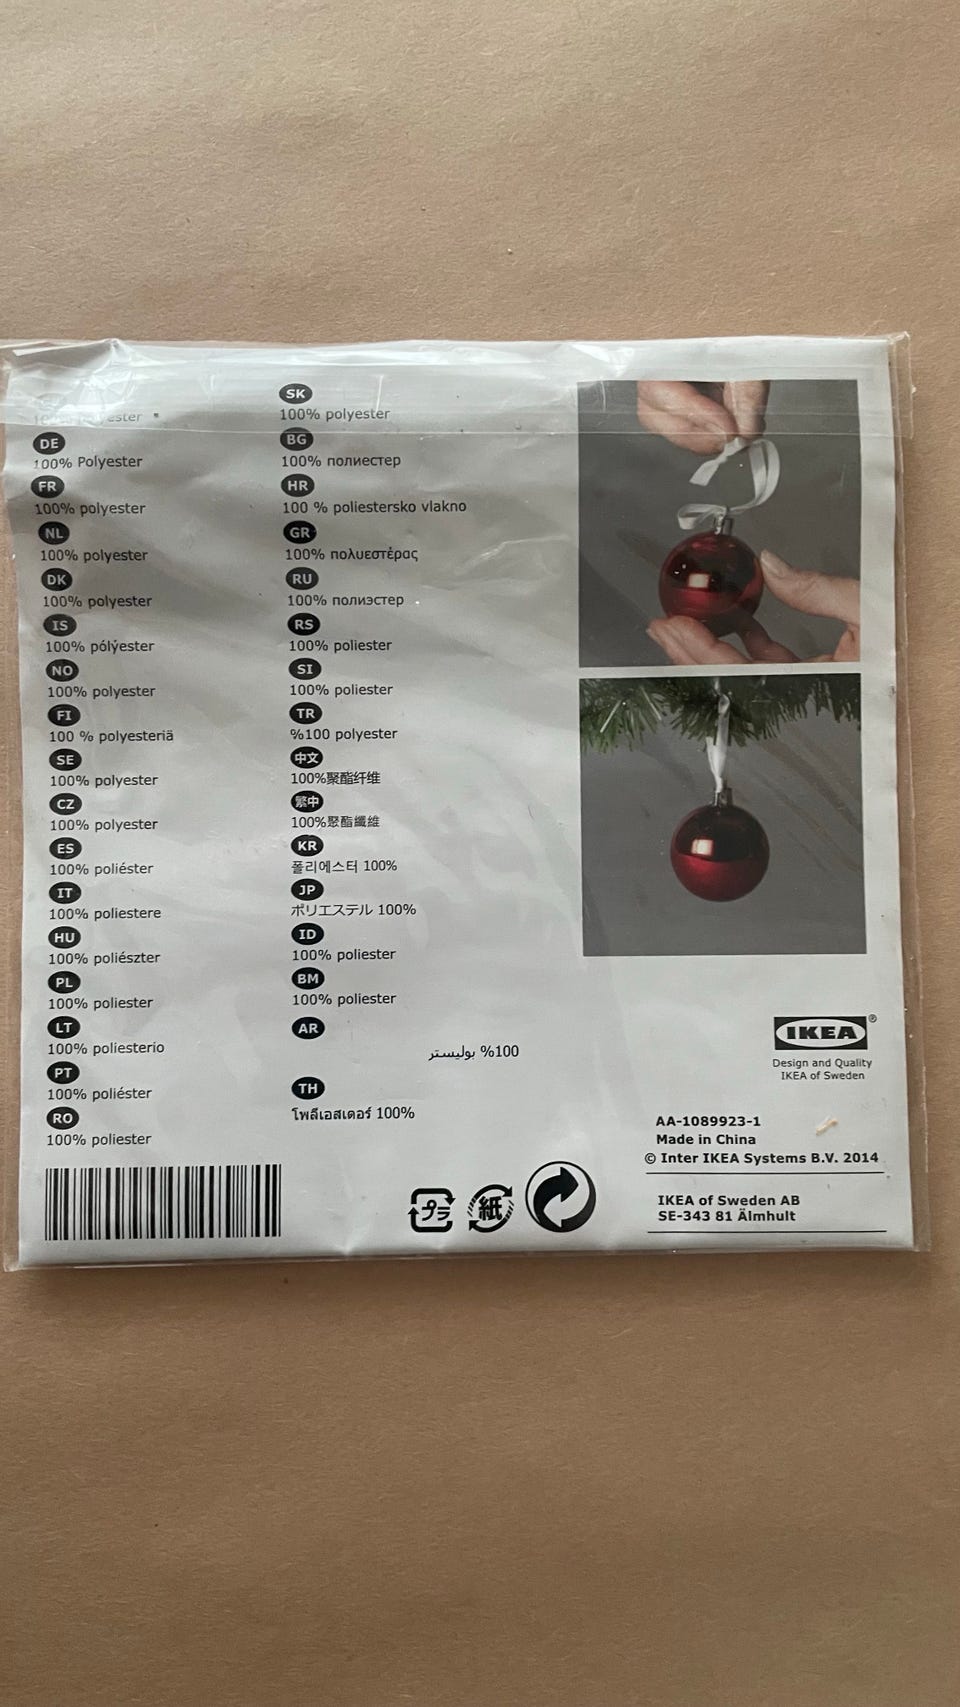 polyester
DE
100% Polyester
FR
100% polyester
NL
100% polyester
DK
100% polyester
IS
100% pólýester
NO
100% polyester
FI
100 % polyesteriä
SE
100% polyester
CZ
100% polyester
ES
100% poliéster
IT
100% poliestere
HU
100% poliészter
PL
100% poliester
LT
100% poliesterio
PT
100% poliéster
RO
100% poliester
SK
100% polyester
BG
100% полиестер
HR
100 % poliestersko vlakno
GR
100% πολυεστέρας
RU
100% полиэстер
RS
100% poliester
SI
100% poliester
TR
%100 polyester
中文
100%聚酯纤维
繁中
100%聚酯纖維
KR
폴리에스터 100%
JP
ポリエステル 100%
ID
100% poliester
BM
100% poliester
AR
100% بوليستر
TH
โพลีเอสเตอร์ 100%
プラ
紙
IKEA®
Design and Quality
IKEA of Sweden
AA-1089923-1
Made in China
© Inter IKEA Systems B.V. 2014
IKEA of Sweden AB
SE-343 81 Älmhult